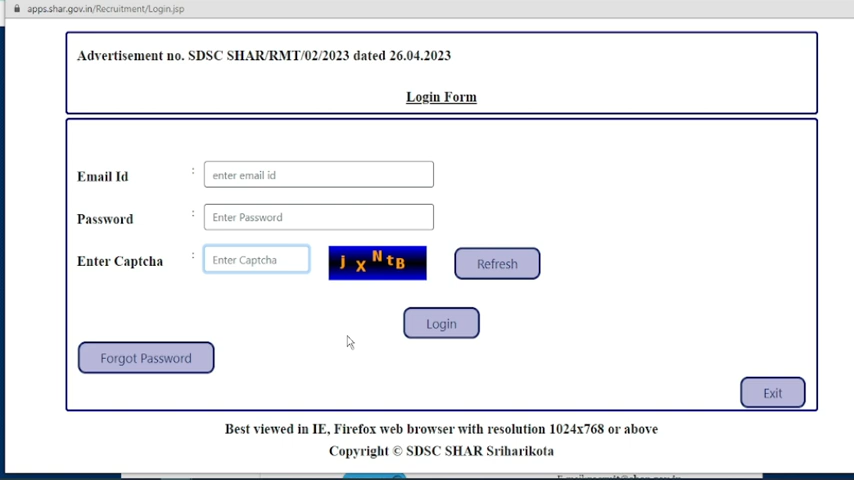 apps.shar.gov.in/Recruitment/Login.jsp
Advertisement no. SDSC SHAR/RMT/02/2023 dated 26.04.2023
Login Form
Email Id : enter email id
Password : Enter Password
Enter Captcha : Enter Captcha j X N t B Refresh
Login
Forgot Password
Exit
Best viewed in IE, Firefox web browser with resolution 1024x768 or above
Copyright © SDSC SHAR Sriharikota